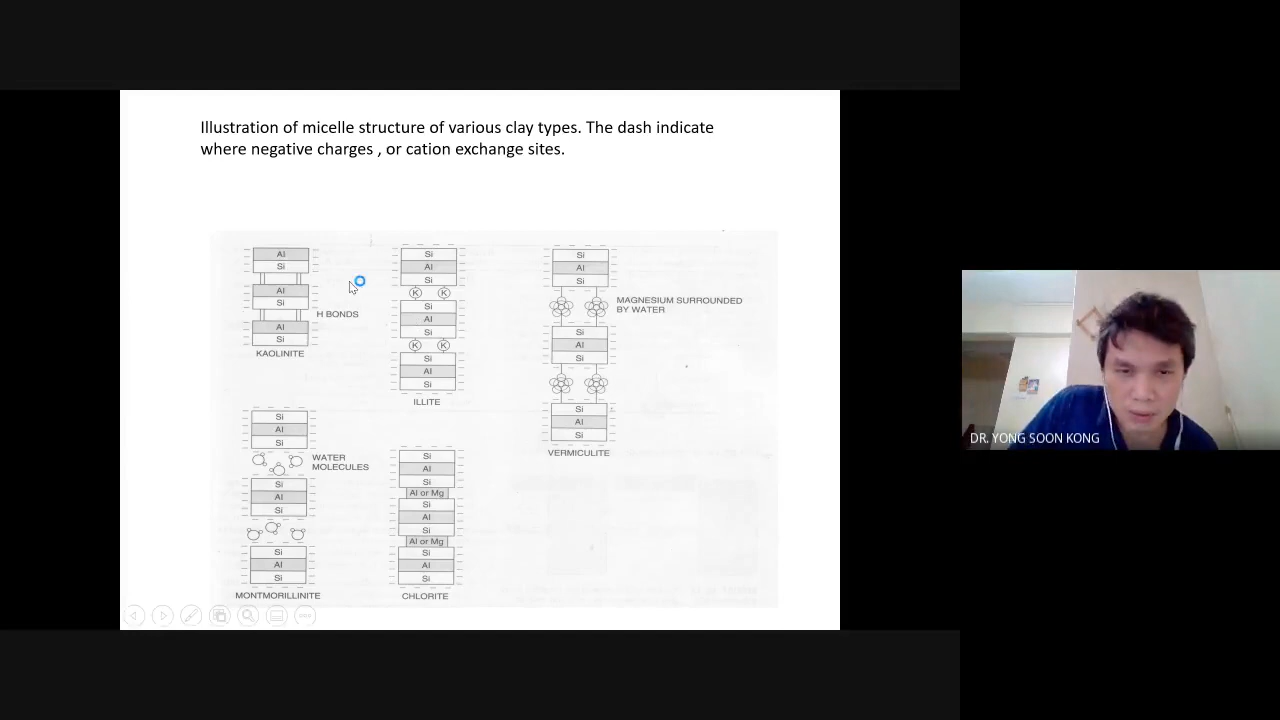 Illustration of micelle structure of various clay types. The dash indicate
where negative charges , or cation exchange sites.
Al
Si
Al
Si
H BONDS
Al
Si
KAOLINITE
Si
Al
Si
K K
Si
Al
Si
K K
Si
Al
Si
ILLITE
Si
Al
Si
MAGNESIUM SURROUNDED
BY WATER
Si
Al
Si
Si
Al
Si
VERMICULITE
Si
Al
Si
WATER
MOLECULES
Si
Al
Si
Si
Al
Si
MONTMORILLINITE
Si
Al
Si
Al or Mg
Si
Al
Si
Al or Mg
Si
Al
Si
CHLORITE
DR. YONG SOON KONG